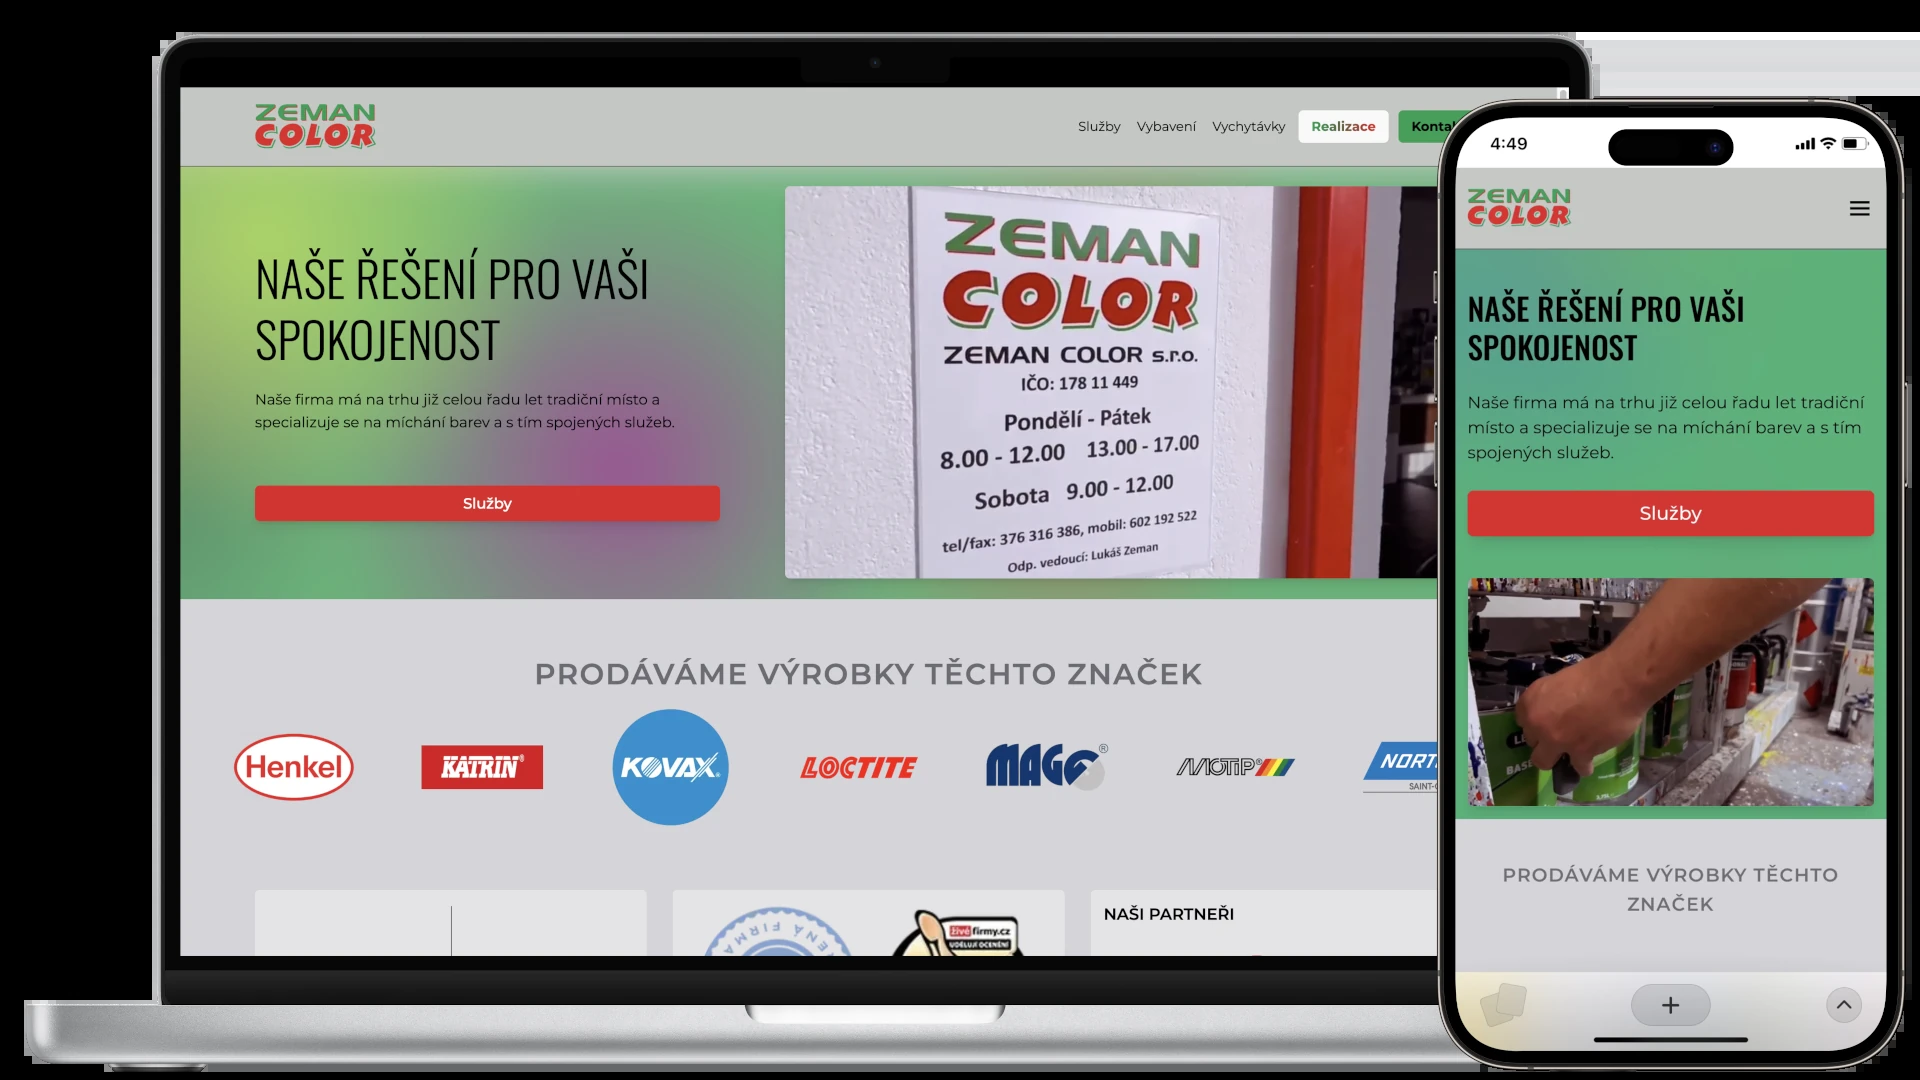 ZEMAN
COLOR
Služby Vybavení Vychytávky Realizace
NAŠE ŘEŠENÍ PRO VAŠI
SPOKOJENOST
Naše firma má na trhu již celou řadu let tradiční místo a
specializuje se na míchání barev a s tím spojených služeb.
Služby
ZEMAN
COLOR
ZEMAN COLOR s.r.o.
IČO: 178 11 449
Pondělí - Pátek
8.00 - 12.00 13.00 - 17.00
Sobota 9.00 - 12.00
tel/fax: 376 316 386, mobil: 602 192 522
Odp. vedoucí: Lukáš Zeman
PRODÁVÁME VÝROBKY TĚCHTO ZNAČEK
Henkel
KATRIN®
KOVAX®
LOCTITE
MAGG®
MOTIP®
NAŠI PARTNEŘI
živéfirmy.cz
UDĚLUJÍ OCENĚNÍ
4:49
ZEMAN
COLOR
NAŠE ŘEŠENÍ PRO VAŠI
SPOKOJENOST
Naše firma má na trhu již celou řadu let tradiční
místo a specializuje se na míchání barev a s tím
spojených služeb.
Služby
PRODÁVÁME VÝROBKY TĚCHTO
ZNAČEK